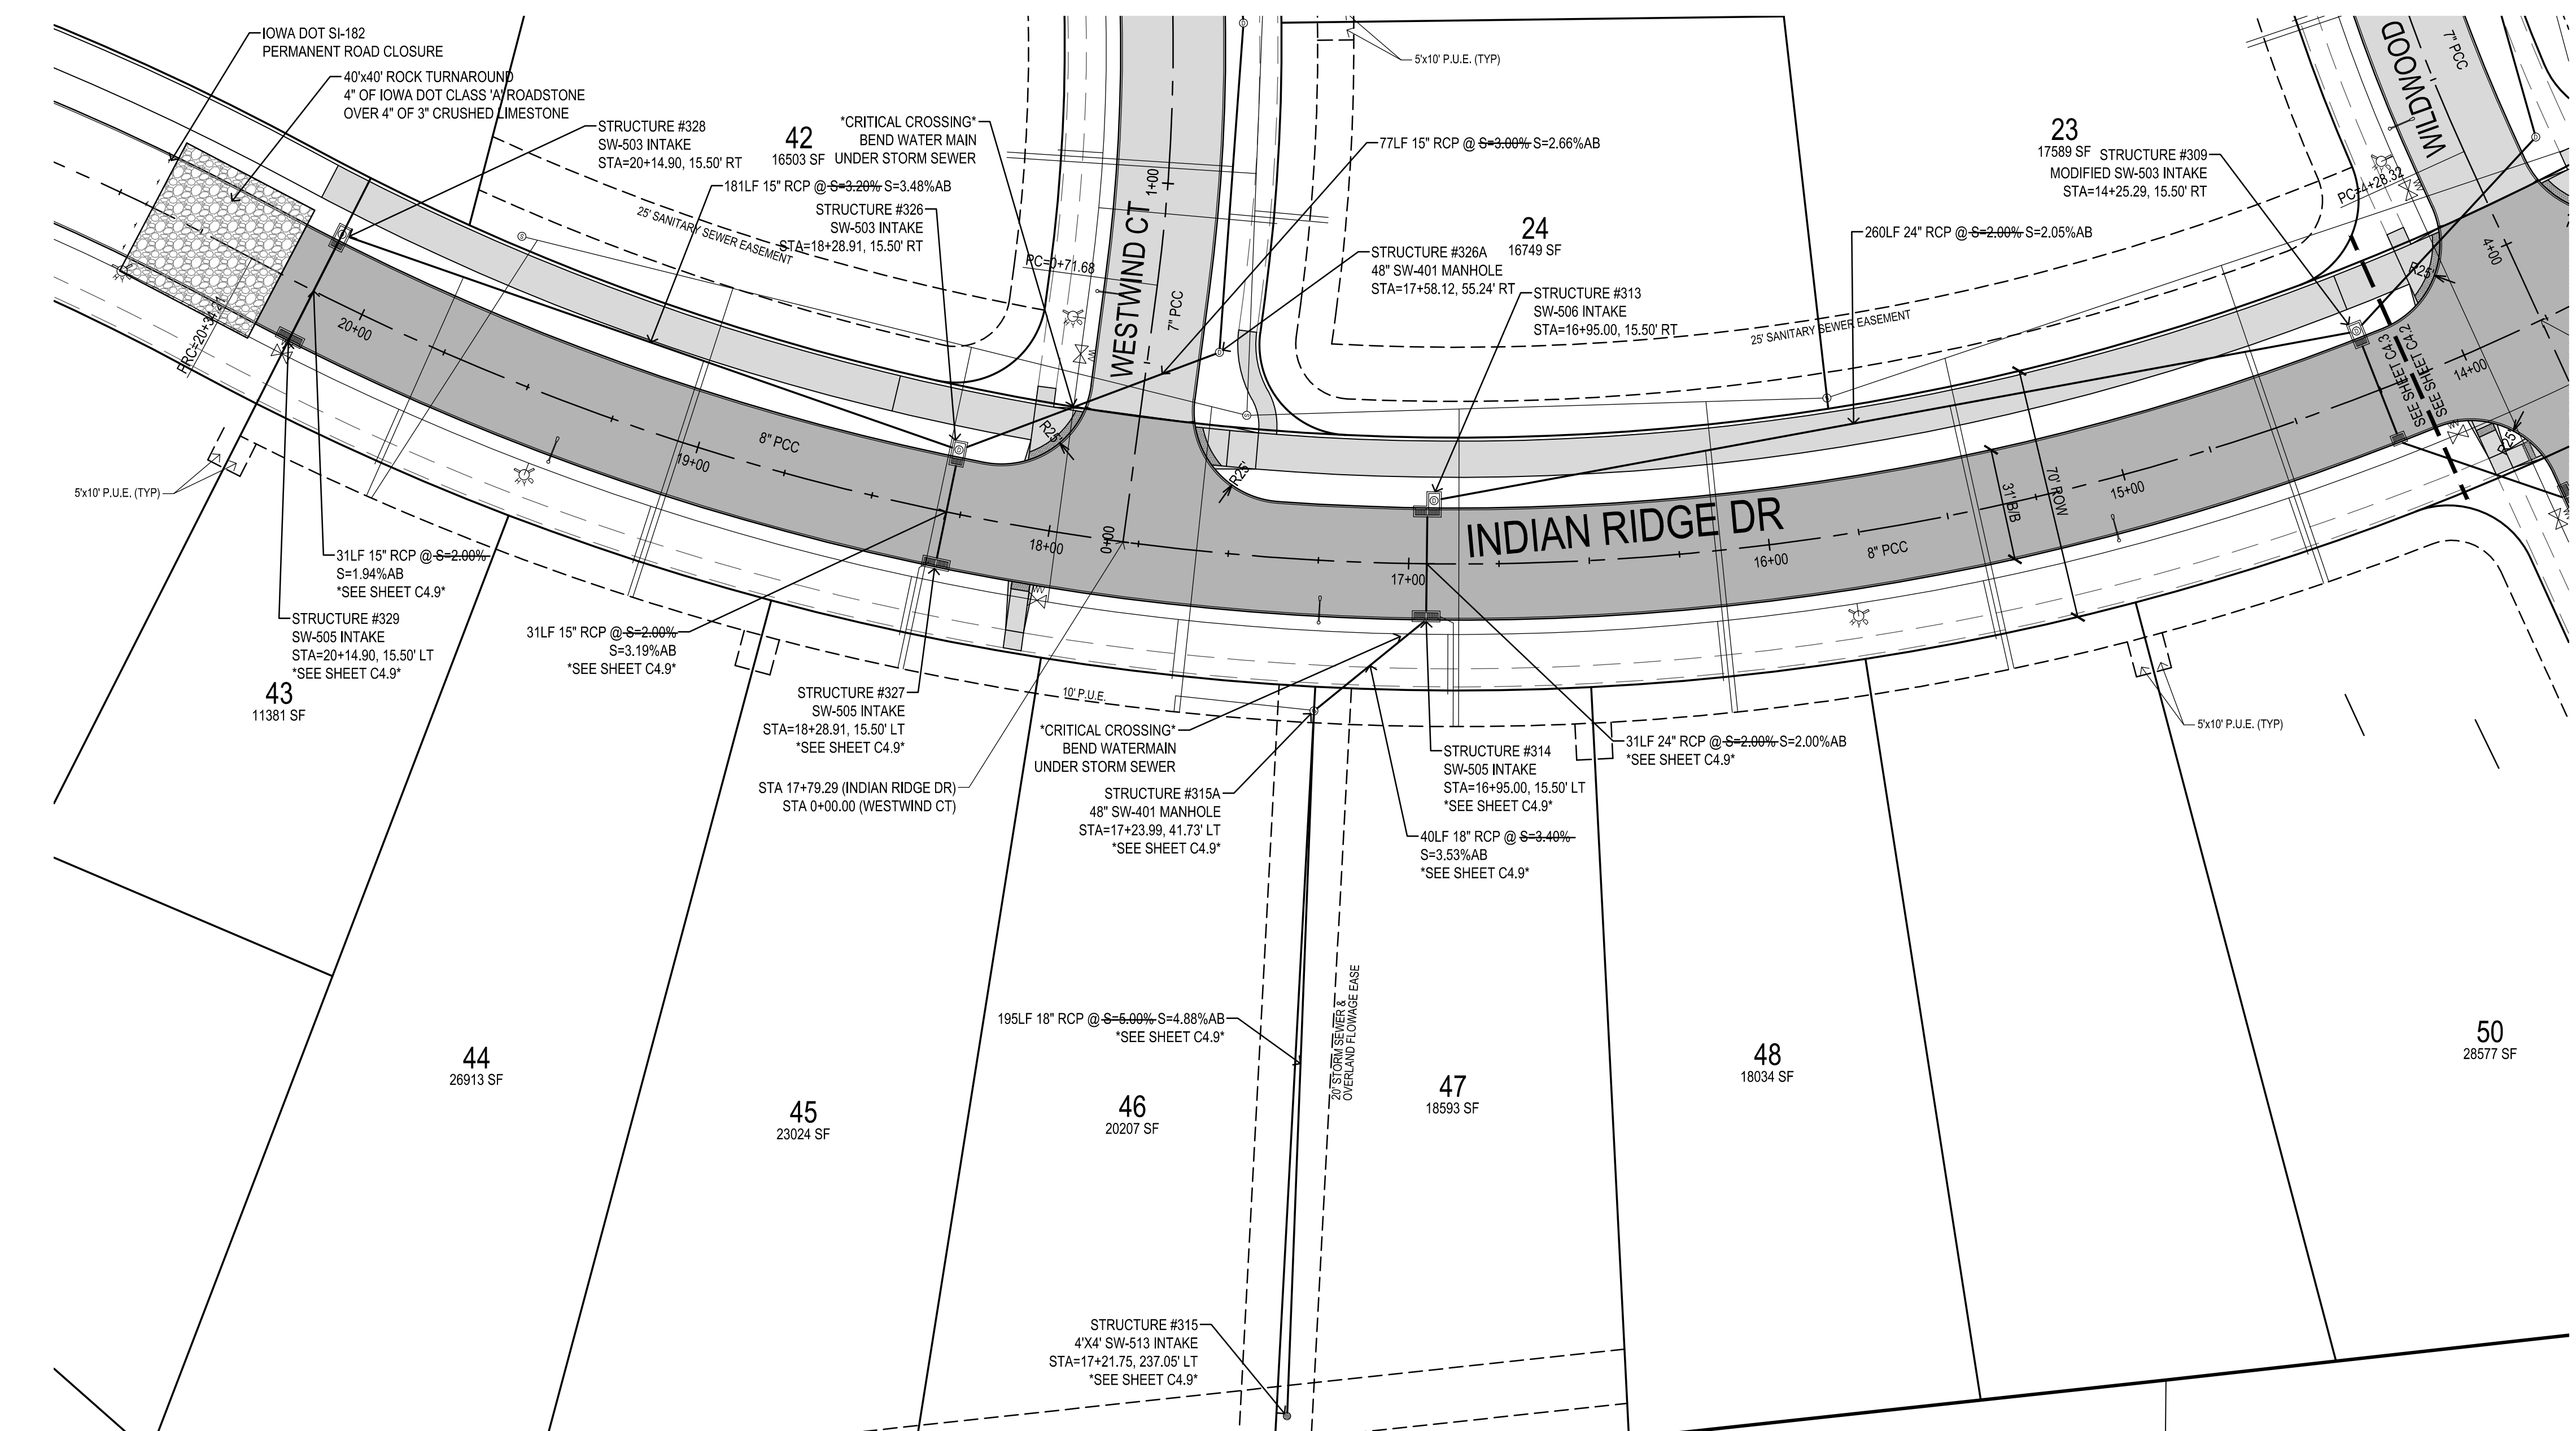 IOWA DOT SI-182
PERMANENT ROAD CLOSURE
40'x40' ROCK TURNAROUND
4" OF IOWA DOT CLASS 'A' ROADSTONE
OVER 4" OF 3" CRUSHED LIMESTONE
STRUCTURE #328
SW-503 INTAKE
STA=20+14.90, 15.50' RT
42
16503 SF
*CRITICAL CROSSING*
BEND WATER MAIN
UNDER STORM SEWER
181LF 15" RCP @ S=3.20% S=3.48%AB
STRUCTURE #326
SW-503 INTAKE
STA=18+28.91, 15.50' RT
25' SANITARY SEWER EASEMENT
PC=0+71.68
WESTWIND CT
1+00
7" PCC
5'x10' P.U.E. (TYP)
77LF 15" RCP @ S=3.00% S=2.66%AB
24
16749 SF
STRUCTURE #326A
48" SW-401 MANHOLE
STA=17+58.12, 55.24' RT
STRUCTURE #313
SW-506 INTAKE
STA=16+95.00, 15.50' RT
25' SANITARY SEWER EASEMENT
23
17589 SF
STRUCTURE #309
MODIFIED SW-503 INTAKE
STA=14+25.29, 15.50' RT
260LF 24" RCP @ S=2.00% S=2.05%AB
WILDWOOD
7" PCC
PC=4+28.32
4+00
R25'
SEE SHEET C4.3
SEE SHEET C4.2
14+00
R25'
PRC=20+34.24
20+00
19+00
8" PCC
R25'
WV
18+00
0+00
R25'
17+00
INDIAN RIDGE DR
16+00
8" PCC
31' B/B
70' ROW
15+00
WV
WV
WV
WV
5'x10' P.U.E. (TYP)
31LF 15" RCP @ S=2.00%
S=1.94%AB
*SEE SHEET C4.9*
STRUCTURE #329
SW-505 INTAKE
STA=20+14.90, 15.50' LT
*SEE SHEET C4.9*
43
11381 SF
31LF 15" RCP @ S=2.00%
S=3.19%AB
*SEE SHEET C4.9*
STRUCTURE #327
SW-505 INTAKE
STA=18+28.91, 15.50' LT
*SEE SHEET C4.9*
STA 17+79.29 (INDIAN RIDGE DR)
STA 0+00.00 (WESTWIND CT)
10' P.U.E.
*CRITICAL CROSSING*
BEND WATERMAIN
UNDER STORM SEWER
STRUCTURE #315A
48" SW-401 MANHOLE
STA=17+23.99, 41.73' LT
*SEE SHEET C4.9*
STRUCTURE #314
SW-505 INTAKE
STA=16+95.00, 15.50' LT
*SEE SHEET C4.9*
31LF 24" RCP @ S=2.00% S=2.00%AB
*SEE SHEET C4.9*
40LF 18" RCP @ S=3.40%
S=3.53%AB
*SEE SHEET C4.9*
5'x10' P.U.E. (TYP)
195LF 18" RCP @ S=5.00% S=4.88%AB
*SEE SHEET C4.9*
20' STORM SEWER &
OVERLAND FLOWAGE EASE
44
26913 SF
45
23024 SF
46
20207 SF
47
18593 SF
48
18034 SF
50
28577 SF
STRUCTURE #315
4'X4' SW-513 INTAKE
STA=17+21.75, 237.05' LT
*SEE SHEET C4.9*